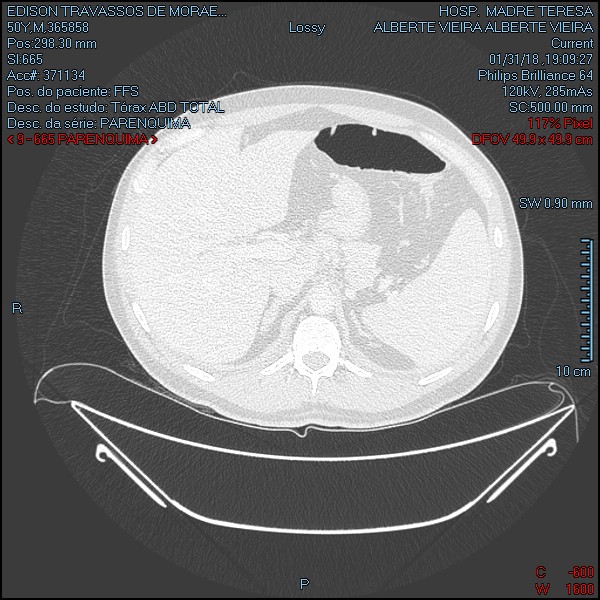 EDISON TRAVASSOS DE MORAE...
50Y,M,365858
Pos:298.30 mm
SI:665
Acc#: 371134
Pos. do paciente: FFS
Desc. do estudo: Tórax ABD TOTAL
Desc. da série: PARENQUIMA
< 9 - 665 PARENQUIMA >
Lossy
HOSP. MADRE TERESA
ALBERTE VIEIRA ALBERTE VIEIRA
Current
01/31/18 ,19:09:27
Philips Brilliance 64
120kV, 285mAs
SC:500.00 mm
117% Pixel
DFOV 49.9 x 49.9 cm
SW 0.90 mm
R
10 cm
P
C -600
W 1600